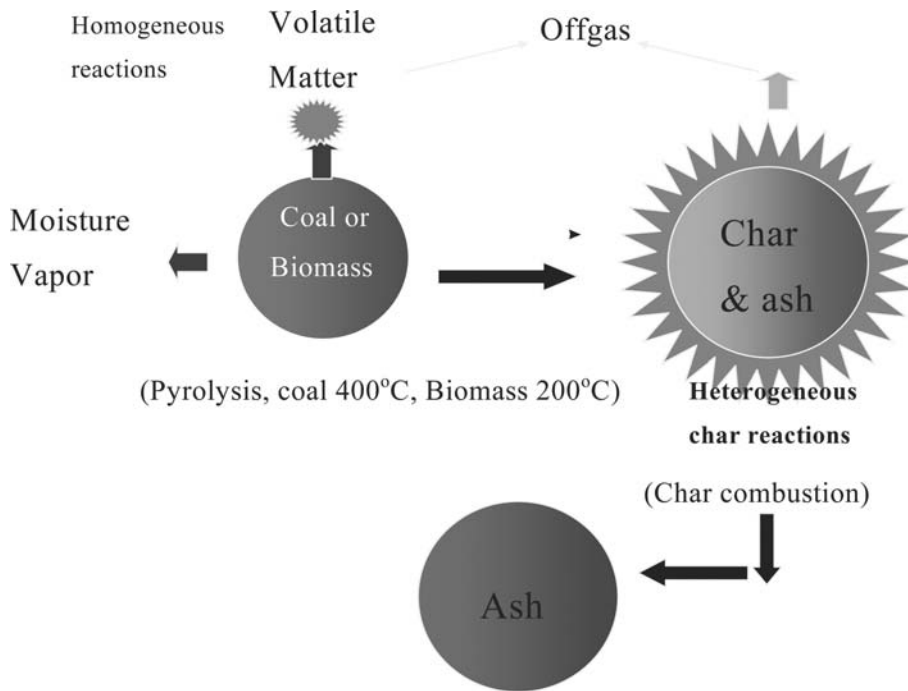 Homogeneous
reactions
Volatile
Matter
Offgas
Moisture
Vapor
Coal or
Biomass
Char
& ash
(Pyrolysis, coal 400°C, Biomass 200°C)
Heterogeneous
char reactions
(Char combustion)
Ash